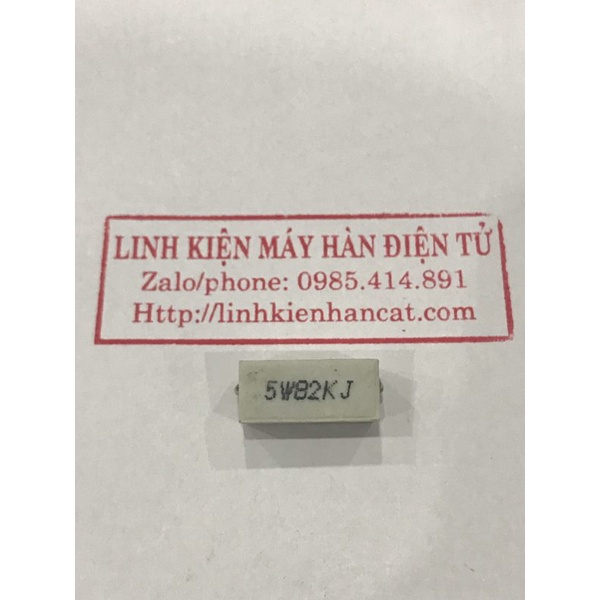 LINH KIỆN MÁY HÀN ĐIỆN TỬ
Zalo/phone: 0985.414.891
Http://linhkienhancat.com
5W82KJ